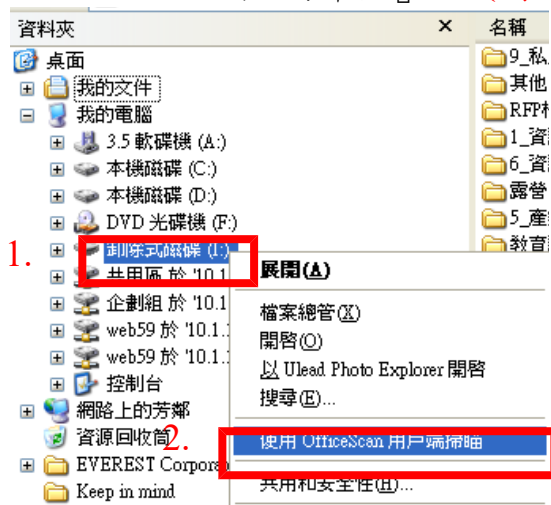 資料夾
桌面
我的文件
我的電腦
3.5 軟碟機 (A:)
本機磁碟 (C:)
本機磁碟 (D:)
DVD 光碟機 (F:)
1.
卸除式磁碟 (I:)
共用區 於 '10.1
企劃組 於 '10.1
web59 於 '10.1.
web59 於 '10.1.
控制台
網路上的芳鄰
資源回收筒
2.
EVEREST Corporat
Keep in mind
名稱
9_私
其他
RFP
1_資
6_資
露營
5_產
教育
展開(A)
檔案總管(X)
開啓(O)
以 Ulead Photo Explorer 開啓
搜尋(E)...
使用 OfficeScan 用戶端掃瞄
共用和安全性(H)...